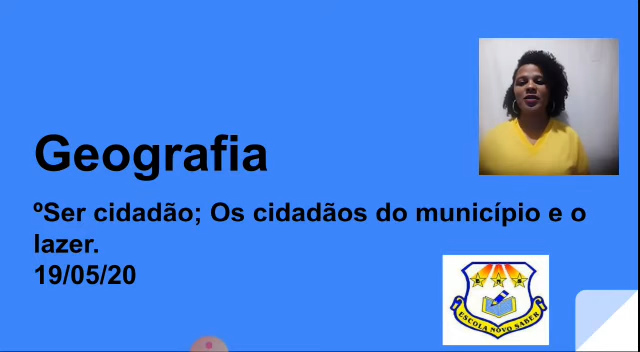 Geografia
ºSer cidadão; Os cidadãos do município e o
lazer.
19/05/20
ESCOLA NOVO SABER